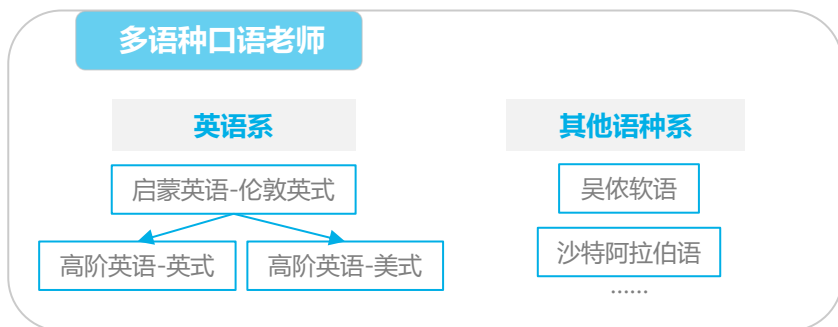 多语种口语老师
英语系
启蒙英语-伦敦英式
高阶英语-英式
高阶英语-美式
其他语种系
吴侬软语
沙特阿拉伯语
......